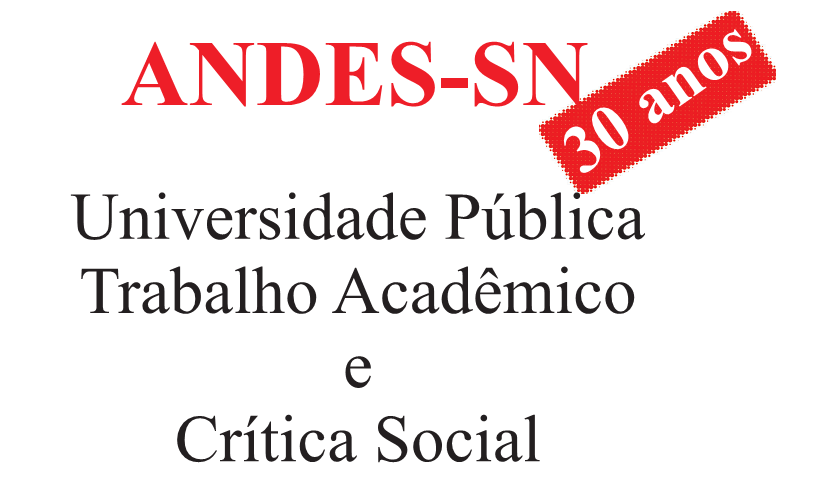 ANDES-SN
30 anos
Universidade Pública
Trabalho Acadêmico
e
Crítica Social